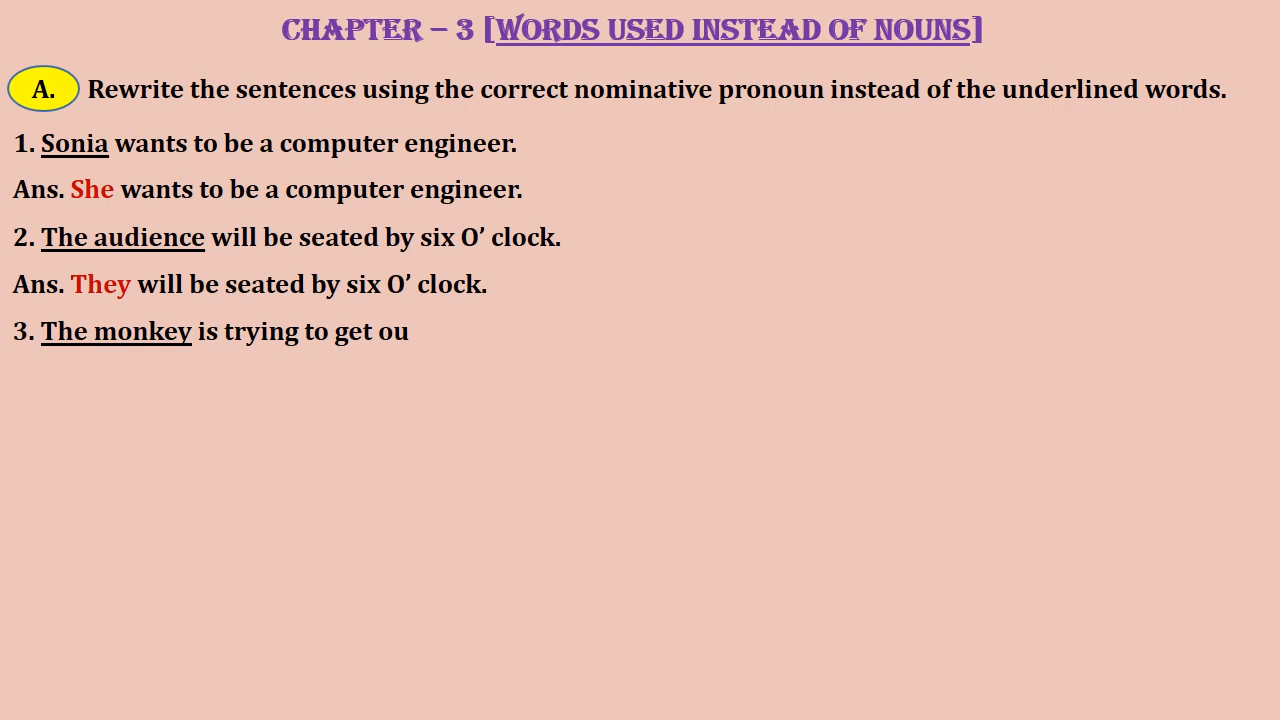 CHAPTER – 3 [WORDS USED INSTEAD OF NOUNS]
A. Rewrite the sentences using the correct nominative pronoun instead of the underlined words.
1. Sonia wants to be a computer engineer.
Ans. She wants to be a computer engineer.
2. The audience will be seated by six O’ clock.
Ans. They will be seated by six O’ clock.
3. The monkey is trying to get ou